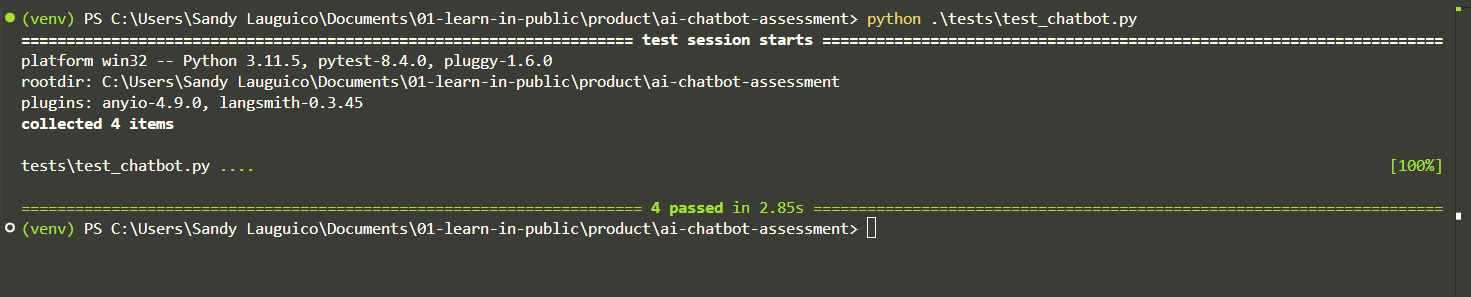 (venv) PS C:\Users\Sandy Lauguico\Documents\01-learn-in-public\product\ai-chatbot-assessment> python .\tests\test_chatbot.py
==================================================================== test session starts =====================================================================
platform win32 -- Python 3.11.5, pytest-8.4.0, pluggy-1.6.0
rootdir: C:\Users\Sandy Lauguico\Documents\01-learn-in-public\product\ai-chatbot-assessment
plugins: anyio-4.9.0, langsmith-0.3.45
collected 4 items
tests\test_chatbot.py .... [100%]
===================================================================== 4 passed in 2.85s ======================================================================
(venv) PS C:\Users\Sandy Lauguico\Documents\01-learn-in-public\product\ai-chatbot-assessment>